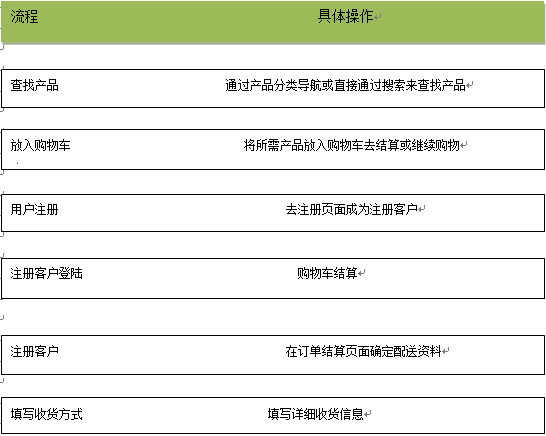 流程 具体操作
查找产品 通过产品分类导航或直接通过搜索来查找产品
放入购物车 将所需产品放入购物车去结算或继续购物
用户注册 去注册页面成为注册客户
注册客户登陆 购物车结算
注册客户 在订单结算页面确定配送资料
填写收货方式 填写详细收货信息